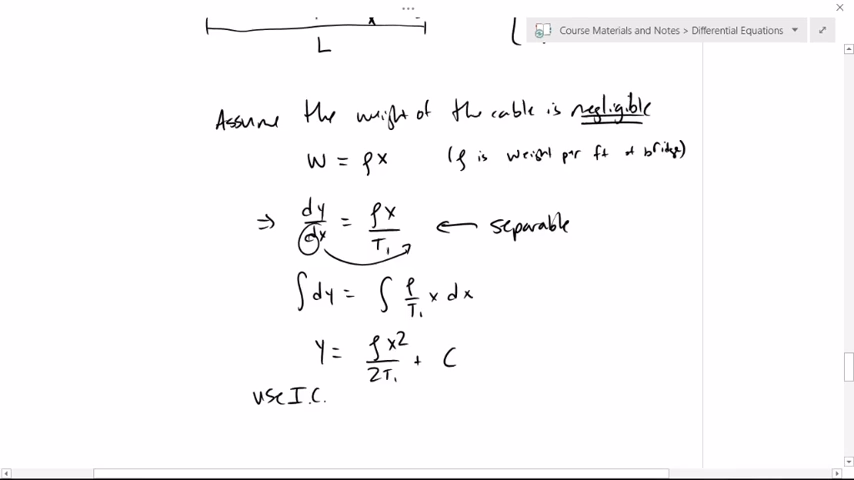 Course Materials and Notes > Differential Equations
L
Assume the weight of the cable is negligible
W = ρx (ρ is weight per ft of bridge)
⇒ dy/dx = ρx/T₁ ← separable
∫dy = ∫ ρ/T₁ x dx
y = ρx²/2T₁ + C
use I.C.